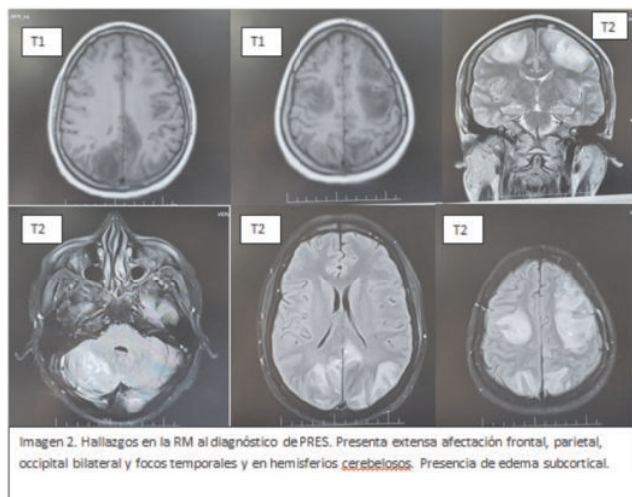 T1
T1
T2
T2
T2
T2
Imagen 2. Hallazgos en la RM al diagnóstico de PRES. Presenta extensa afectación frontal, parietal,
occipital bilateral y focos temporales y en hemisferios cerebelosos. Presencia de edema subcortical.